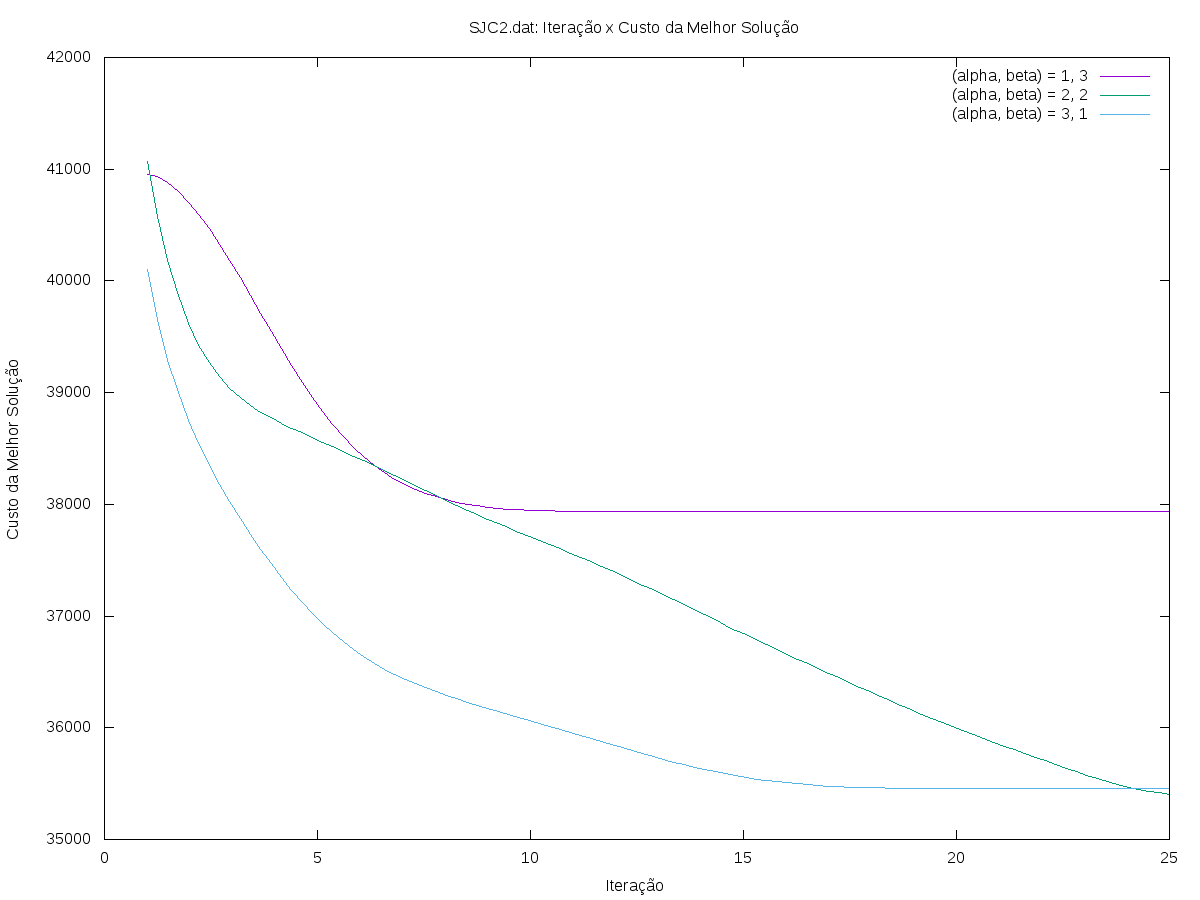 SJC2.dat: Iteração x Custo da Melhor Solução
42000
41000
40000
39000
38000
37000
36000
35000
Custo da Melhor Solução
(alpha, beta) = 1, 3
(alpha, beta) = 2, 2
(alpha, beta) = 3, 1
0
5
10
15
20
25
Iteração